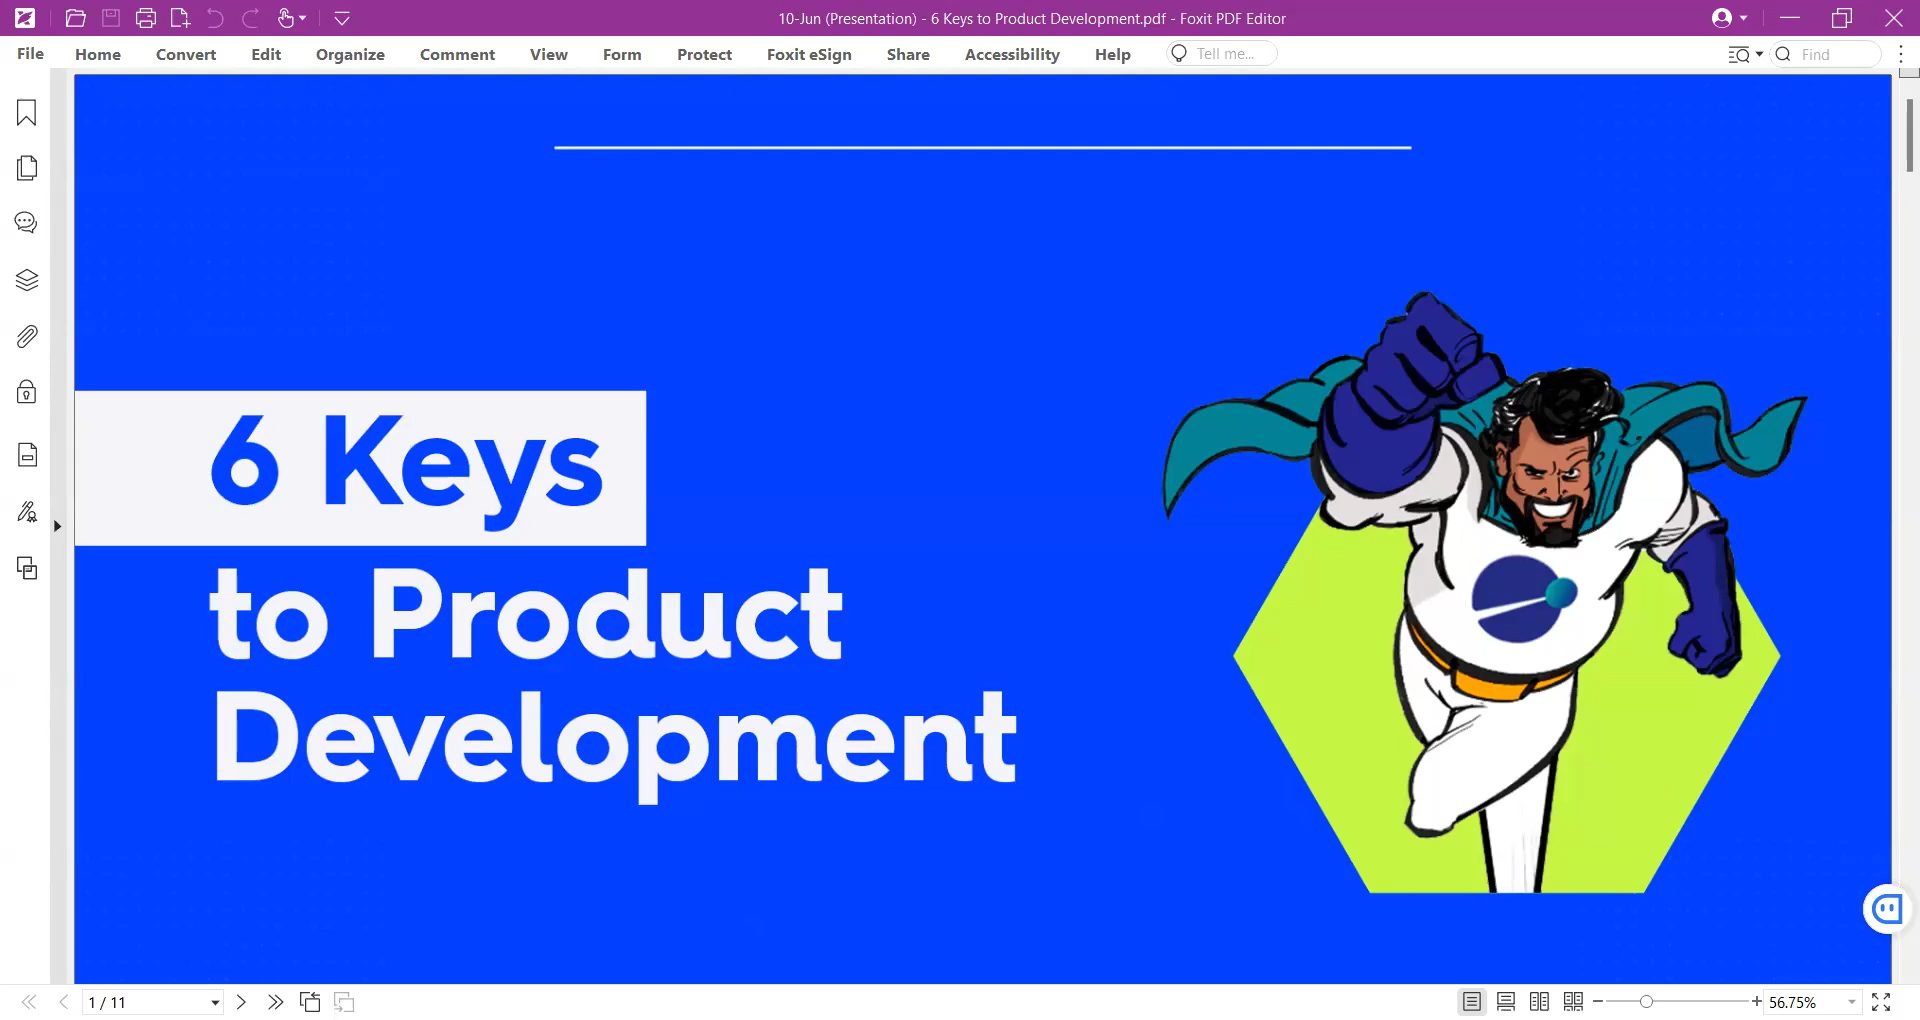 10-Jun (Presentation) - 6 Keys to Product Development.pdf - Foxit PDF Editor
File Home Convert Edit Organize Comment View Form Protect Foxit eSign Share Accessibility Help Tell me... Find
6 Keys
to Product
Development
1 / 11
56.75%